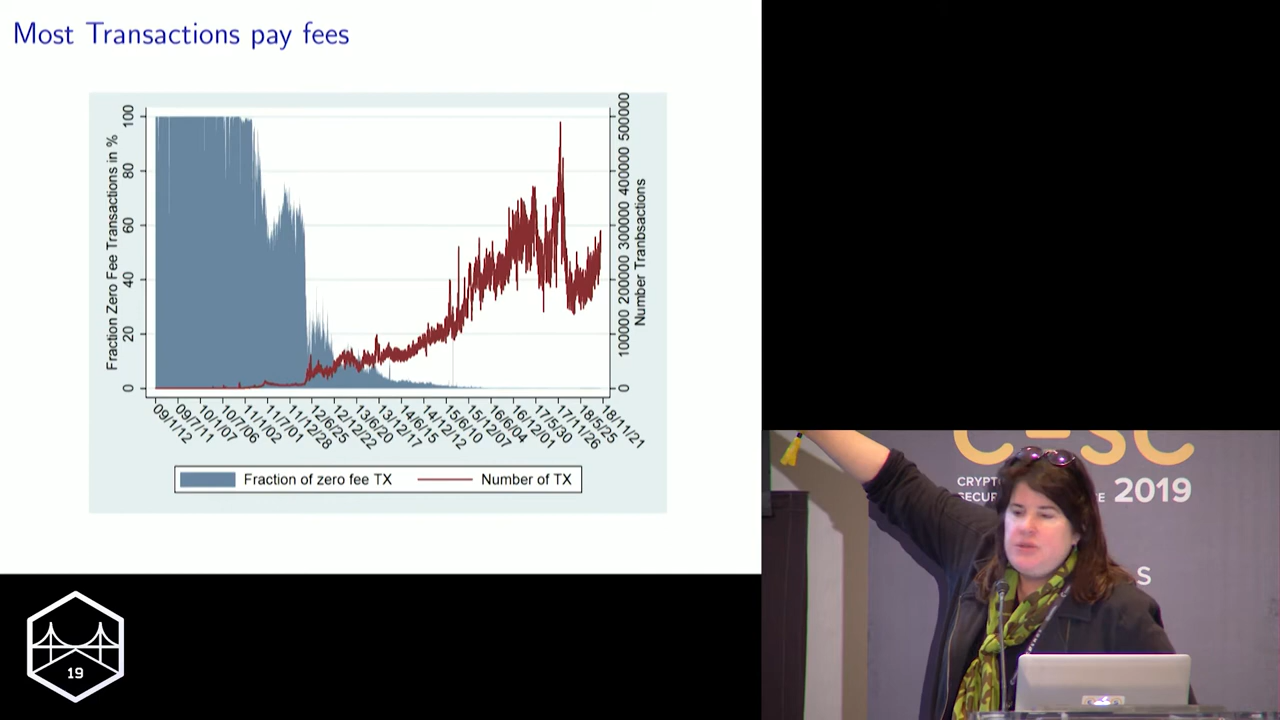 Most Transactions pay fees
Fraction Zero Fee Transactions in %
0 20 40 60 80 100
0 100000 200000 300000 400000 500000
Number Tranbsactions
09/1/12
09/7/11
10/1/07
10/7/06
11/1/02
11/7/01
11/12/28
12/6/25
12/12/22
13/6/20
13/12/17
14/6/15
14/12/12
15/6/10
15/12/07
16/6/04
16/12/01
17/5/30
17/11/26
18/5/25
18/11/21
Fraction of zero fee TX
Number of TX
19
2019
S